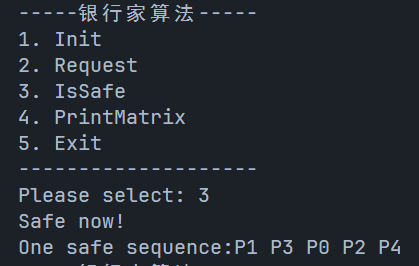 -----银行家算法-----
1. Init
2. Request
3. IsSafe
4. PrintMatrix
5. Exit
--------------------
Please select: 3
Safe now!
One safe sequence:P1 P3 P0 P2 P4